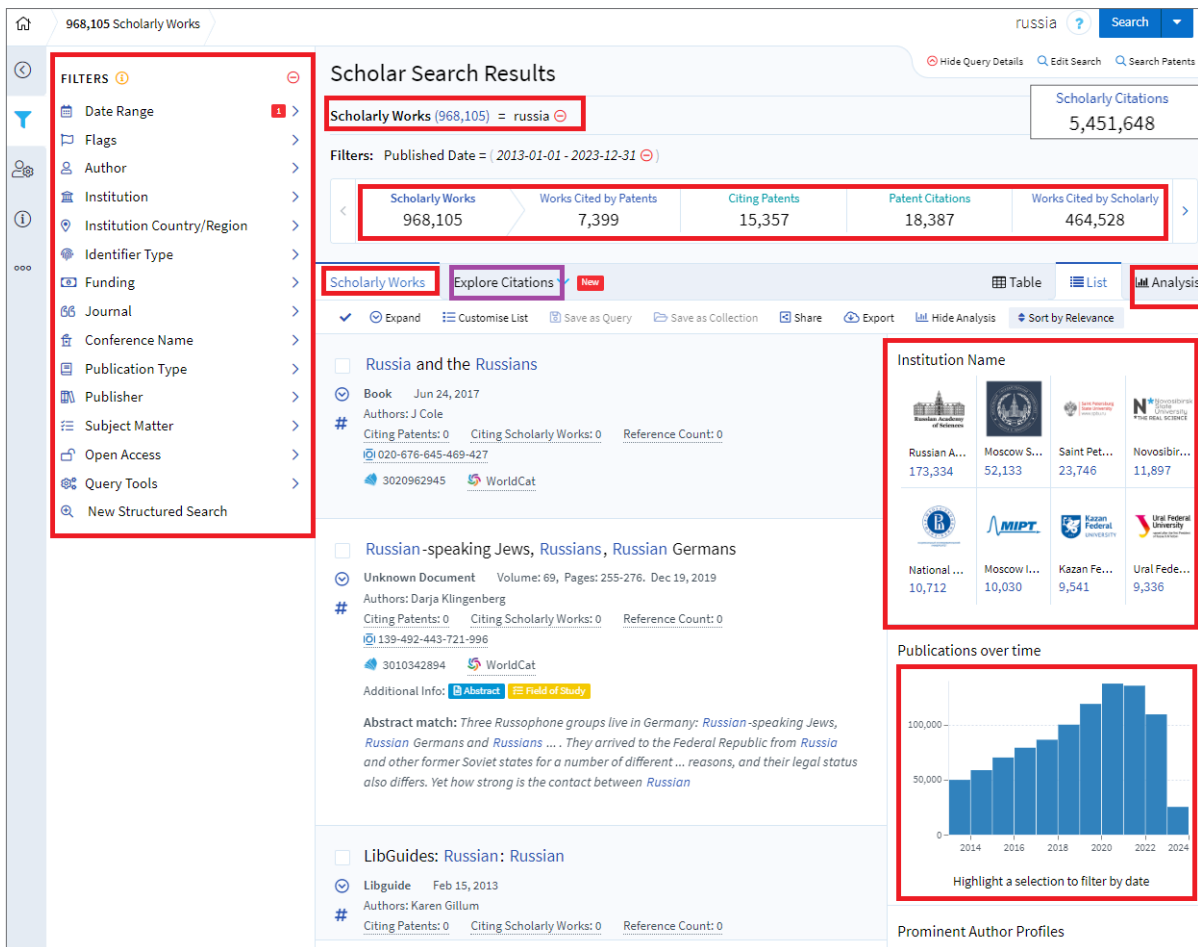 968,105 Scholarly Works
russia ? Search
FILTERS
Date Range 1
Flags
Author
Institution
Institution Country/Region
Identifier Type
Funding
Journal
Conference Name
Publication Type
Publisher
Subject Matter
Open Access
Query Tools
New Structured Search
Hide Query Details Edit Search Search Patents
Scholar Search Results
Scholarly Citations
5,451,648
Scholarly Works (968,105) = russia
Filters: Published Date = ( 2013-01-01 - 2023-12-31 )
Scholarly Works Works Cited by Patents Citing Patents Patent Citations Works Cited by Scholarly
968,105 7,399 15,357 18,387 464,528
Scholarly Works Explore Citations New Table List Analysis
Expand Customise List Save as Query Save as Collection Share Export Hide Analysis Sort by Relevance
Russia and the Russians
Book Jun 24, 2017
Authors: J Cole
Citing Patents: 0 Citing Scholarly Works: 0 Reference Count: 0
020-676-645-469-427
3020962945 WorldCat
Russian-speaking Jews, Russians, Russian Germans
Unknown Document Volume: 69, Pages: 255-276. Dec 19, 2019
Authors: Darja Klingenberg
Citing Patents: 0 Citing Scholarly Works: 0 Reference Count: 0
139-492-443-721-996
3010342894 WorldCat
Additional Info: Abstract Field of Study
Abstract match: Three Russophone groups live in Germany: Russian-speaking Jews,
Russian Germans and Russians ... . They arrived to the Federal Republic from Russia
and other former Soviet states for a number of different ... reasons, and their legal status
also differs. Yet how strong is the contact between Russian
LibGuides: Russian: Russian
Libguide Feb 15, 2013
Authors: Karen Gillum
Citing Patents: 0 Citing Scholarly Works: 0 Reference Count: 0
Institution Name
Russian Academy
of Sciences
Saint Petersburg
State University
Novosibirsk
State
University
*THE REAL SCIENCE
Russian A... Moscow S... Saint Pet... Novosibir...
173,334 52,133 23,746 11,897
MIPT
Kazan
Federal
UNIVERSITY
Ural Federal
University
National ... Moscow I... Kazan Fe... Ural Fede...
10,712 10,030 9,541 9,336
Publications over time
100,000
50,000
0
2014 2016 2018 2020 2022 2024
Highlight a selection to filter by date
Prominent Author Profiles